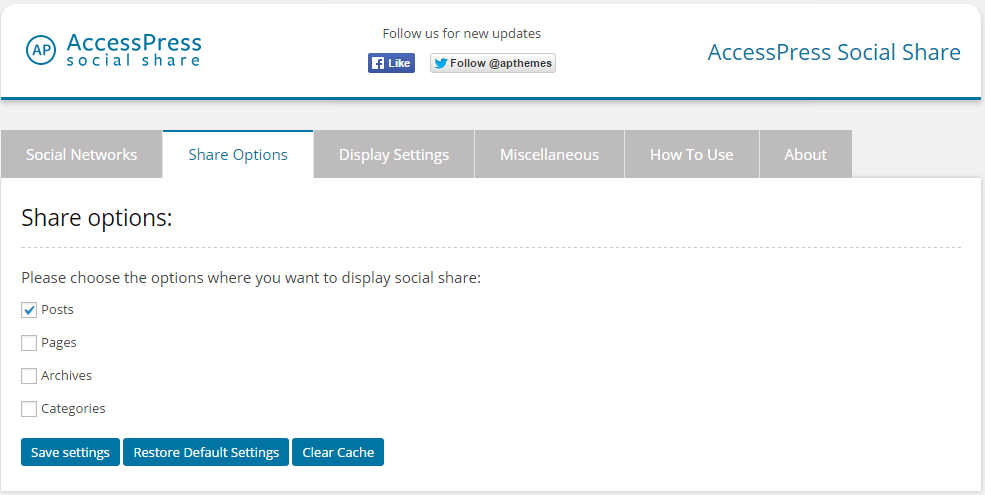 AP AccessPress
social share
Follow us for new updates
Like
Follow @apthemes
AccessPress Social Share
Social Networks
Share Options
Display Settings
Miscellaneous
How To Use
About
Share options:
Please choose the options where you want to display social share:
Posts
Pages
Archives
Categories
Save settings
Restore Default Settings
Clear Cache